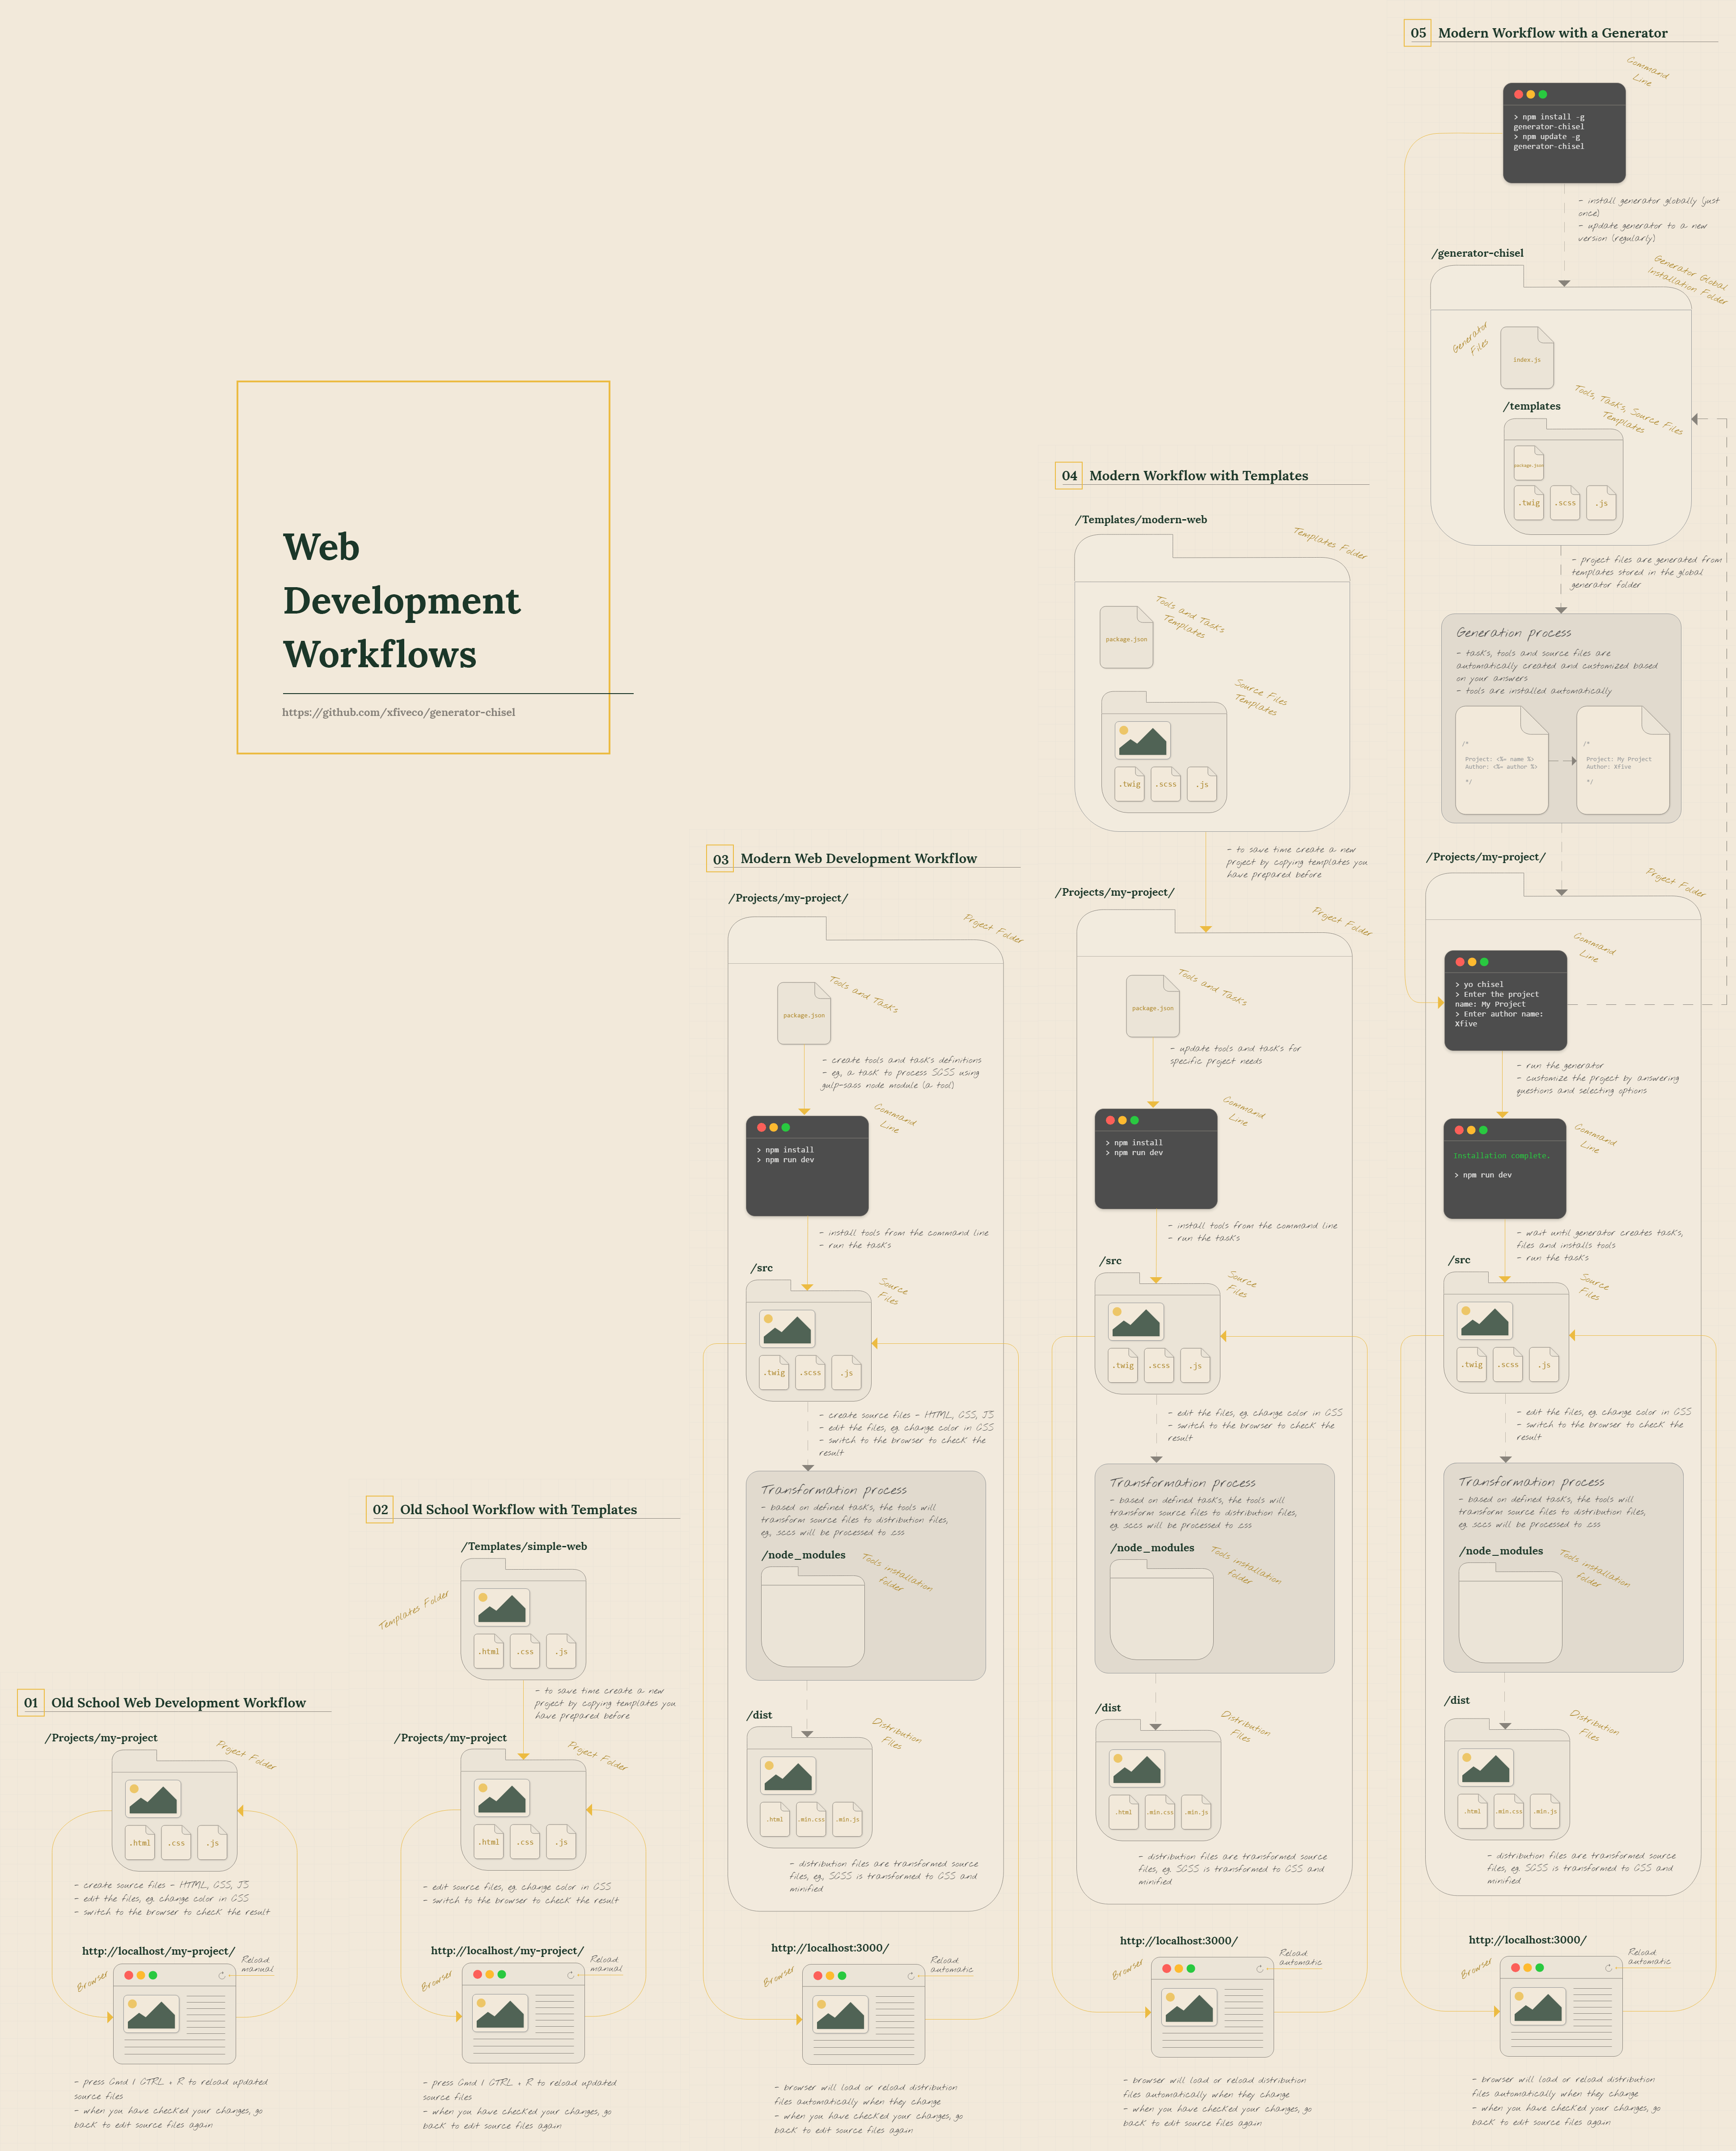 Web
Development
Workflows
https://github.com/xfiveco/generator-chisel
01 Old School Web Development Workflow
/Projects/my-project
Project Folder
.html .css .js
- create source files - HTML, CSS, JS
- edit the files, eg. change color in CSS
- switch to the browser to check the result
http://localhost/my-project/
Browser
Reload
manual
- press Cmd / CTRL + R to reload updated
source files
- when you have checked your changes, go
back to edit source files again
02 Old School Workflow with Templates
/Templates/simple-web
Templates Folder
.html .css .js
- to save time create a new
project by copying templates you
have prepared before
/Projects/my-project
Project Folder
.html .css .js
- edit source files, eg. change color in CSS
- switch to the browser to check the result
http://localhost/my-project/
Browser
Reload
manual
- press Cmd / CTRL + R to reload updated
source files
- when you have checked your changes, go
back to edit source files again
03 Modern Web Development Workflow
/Projects/my-project/
Project Folder
Tools and Tasks
package.json
- create tools and tasks definitions
- eg, a task to process SCSS using
gulp-sass node module (a tool)
Command
Line
> npm install
> npm run dev
- install tools from the command line
- run the tasks
/src
Source
Files
.twig .scss .js
- create source files - HTML, CSS, JS
- edit the files, eg. change color in CSS
- switch to the browser to check the
result
Transformation process
- based on defined tasks, the tools will
transform source files to distribution files,
eg, .sccs will be processed to .css
/node_modules
Tools installation
folder
/dist
Distribution
Files
.html .min.css .min.js
- distribution files are transformed source
files, eg, SCSS is transformed to CSS and
minified
http://localhost:3000/
Browser
Reload
automatic
- browser will load or reload distribution
files automatically when they change
- when you have checked your changes, go
back to edit source files again
04 Modern Workflow with Templates
/Templates/modern-web
Templates Folder
Tools and Tasks
Templates
package.json
Source Files
Templates
.twig .scss .js
- to save time create a new
project by copying templates you
have prepared before
/Projects/my-project/
Project Folder
Tools and Tasks
package.json
- update tools and tasks for
specific project needs
Command
Line
> npm install
> npm run dev
- install tools from the command line
- run the tasks
/src
Source
Files
.twig .scss .js
- edit the files, eg. change color in CSS
- switch to the browser to check the
result
Transformation process
- based on defined tasks, the tools will
transform source files to distribution files,
eg .sccs will be processed to .css
/node_modules
Tools installation
folder
/dist
Distribution
Files
.html .min.css .min.js
- distribution files are transformed source
files, eg. SCSS is transformed to CSS and
minified
http://localhost:3000/
Browser
Reload
automatic
- browser will load or reload distribution
files automatically when they change
- when you have checked your changes, go
back to edit source files again
05 Modern Workflow with a Generator
Command
Line
> npm install -g
generator-chisel
> npm update -g
generator-chisel
- install generator globally (just
once)
- update generator to a new
version (regularly)
/generator-chisel
Generator Global
Installation Folder
Generator
Files
index.js
/templates
Tools, Tasks, Source Files
Templates
package.json
.twig .scss .js
- project files are generated from
templates stored in the global
generator folder
Generation process
- tasks, tools and source files are
automatically created and customized based
on your answers
- tools are installed automatically
/*
Project: <%= name %>
Author: <%= author %>
*/
/*
Project: My Project
Author: Xfive
*/
/Projects/my-project/
Project Folder
Command
Line
> yo chisel
> Enter the project
name: My Project
> Enter author name:
Xfive
- run the generator
- customize the project by answering
questions and selecting options
Command
Line
Installation complete.
> npm run dev
- wait until generator creates tasks,
files and installs tools
- run the tasks
/src
Source
Files
.twig .scss .js
- edit the files, eg. change color in CSS
- switch to the browser to check the
result
Transformation process
- based on defined tasks, the tools will
transform source files to distribution files,
eg .sccs will be processed to .css
/node_modules
Tools installation
folder
/dist
Distribution
Files
.html .min.css .min.js
- distribution files are transformed source
files, eg. SCSS is transformed to CSS and
minified
http://localhost:3000/
Browser
Reload
automatic
- browser will load or reload distribution
files automatically when they change
- when you have checked your changes, go
back to edit source files again